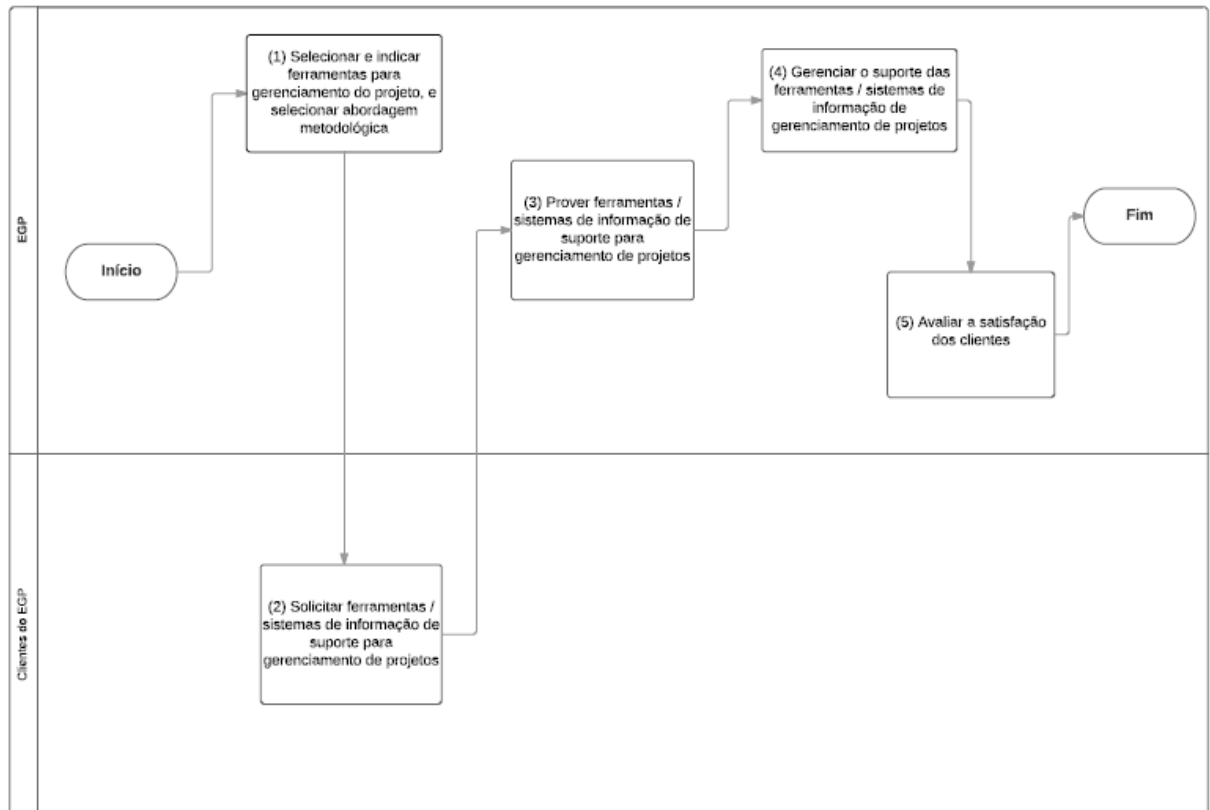 EGP
Início
(1) Selecionar e indicar
ferramentas para
gerenciamento do projeto, e
selecionar abordagem
metodológica
(3) Prover ferramentas /
sistemas de informação de
suporte para
gerenciamento de projetos
(4) Gerenciar o suporte das
ferramentas / sistemas de
informação de
gerenciamento de projetos
(5) Avaliar a satisfação
dos clientes
Fim
Clientes do EGP
(2) Solicitar ferramentas /
sistemas de informação de
suporte para
gerenciamento de projetos